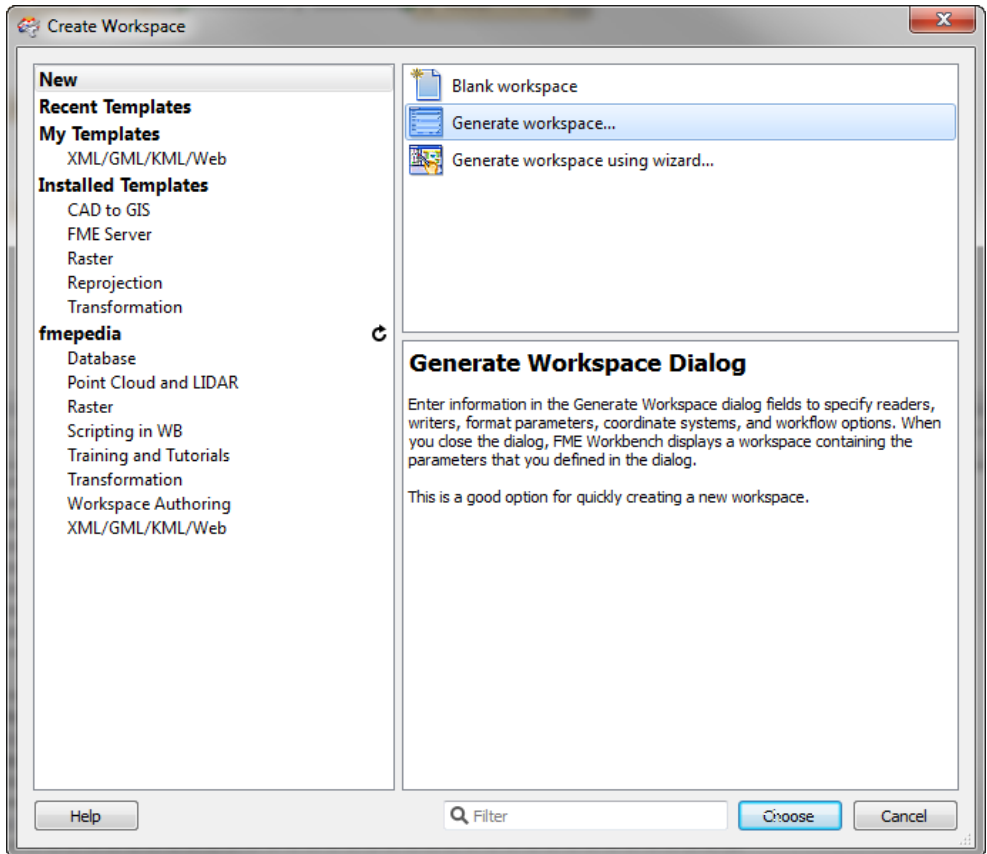 Create Workspace
New
Recent Templates
My Templates
XML/GML/KML/Web
Installed Templates
CAD to GIS
FME Server
Raster
Reprojection
Transformation
fmepedia
Database
Point Cloud and LIDAR
Raster
Scripting in WB
Training and Tutorials
Transformation
Workspace Authoring
XML/GML/KML/Web
Blank workspace
Generate workspace...
Generate workspace using wizard...
Generate Workspace Dialog
Enter information in the Generate Workspace dialog fields to specify readers,
writers, format parameters, coordinate systems, and workflow options. When
you close the dialog, FME Workbench displays a workspace containing the
parameters that you defined in the dialog.
This is a good option for quickly creating a new workspace.
Help
Filter
Choose
Cancel